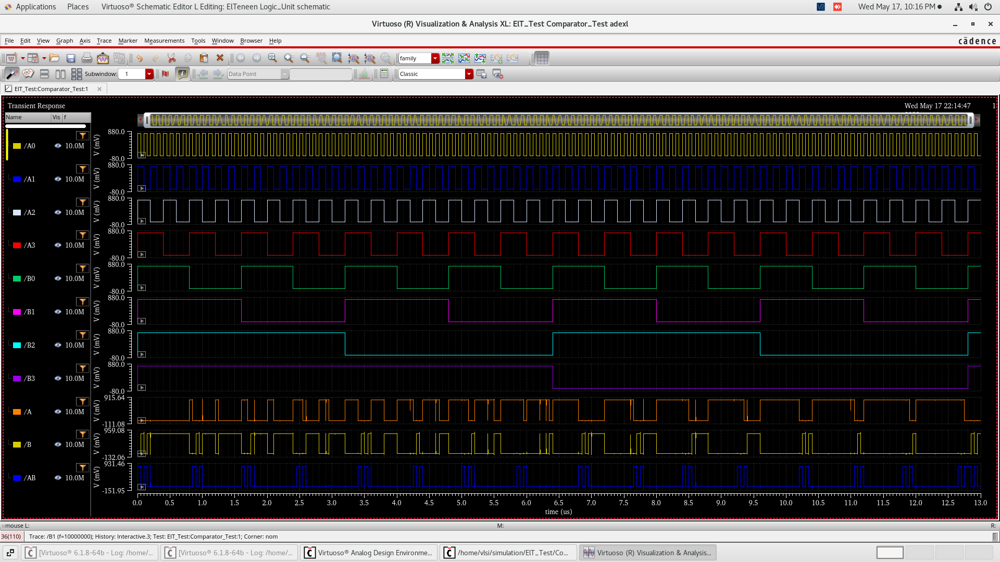 Applications Places Virtuoso® Schematic Editor L Editing: ElTeneen Logic_Unit schematic Wed May 17, 10:16 PM
Virtuoso (R) Visualization & Analysis XL: ElT_Test Comparator_Test adexl
File Edit View Graph Axis Trace Marker Measurements Tools Window Browser Help cādence
family
Subwindow: 1 Data Point Classic
ElT_Test:Comparator_Test:1
Transient Response Wed May 17 22:14:47 1
Name Vis f
880.0
/A0 10.0M V (mV)
-80.0
880.0
/A1 10.0M V (mV)
-80.0
880.0
/A2 10.0M V (mV)
-80.0
880.0
/A3 10.0M V (mV)
-80.0
880.0
/B0 10.0M V (mV)
-80.0
880.0
/B1 10.0M V (mV)
-80.0
880.0
/B2 10.0M V (mV)
-80.0
880.0
/B3 10.0M V (mV)
-80.0
915.64
/A 10.0M V (mV)
-111.08
959.08
/B 10.0M V (mV)
-132.06
931.46
/AB 10.0M V (mV)
-151.95
0.0 0.5 1.0 1.5 2.0 2.5 3.0 3.5 4.0 4.5 5.0 5.5 6.0 6.5 7.0 7.5 8.0 8.5 9.0 9.5 10.0 10.5 11.0 11.5 12.0 12.5 13.0
time (us)
mouse L: M: R:
36(110) Trace: /B1 (f=10000000); History: Interactive.3; Test: ElT_Test:Comparator_Test:1; Corner: nom
[Virtuoso® 6.1.8-64b - Log: /home/... [Virtuoso® 6.1.8-64b - Log: /home/... Virtuoso® Analog Design Environme... /home/vlsi/simulation/ElT_Test/Co... Virtuoso (R) Visualization & Analysis...